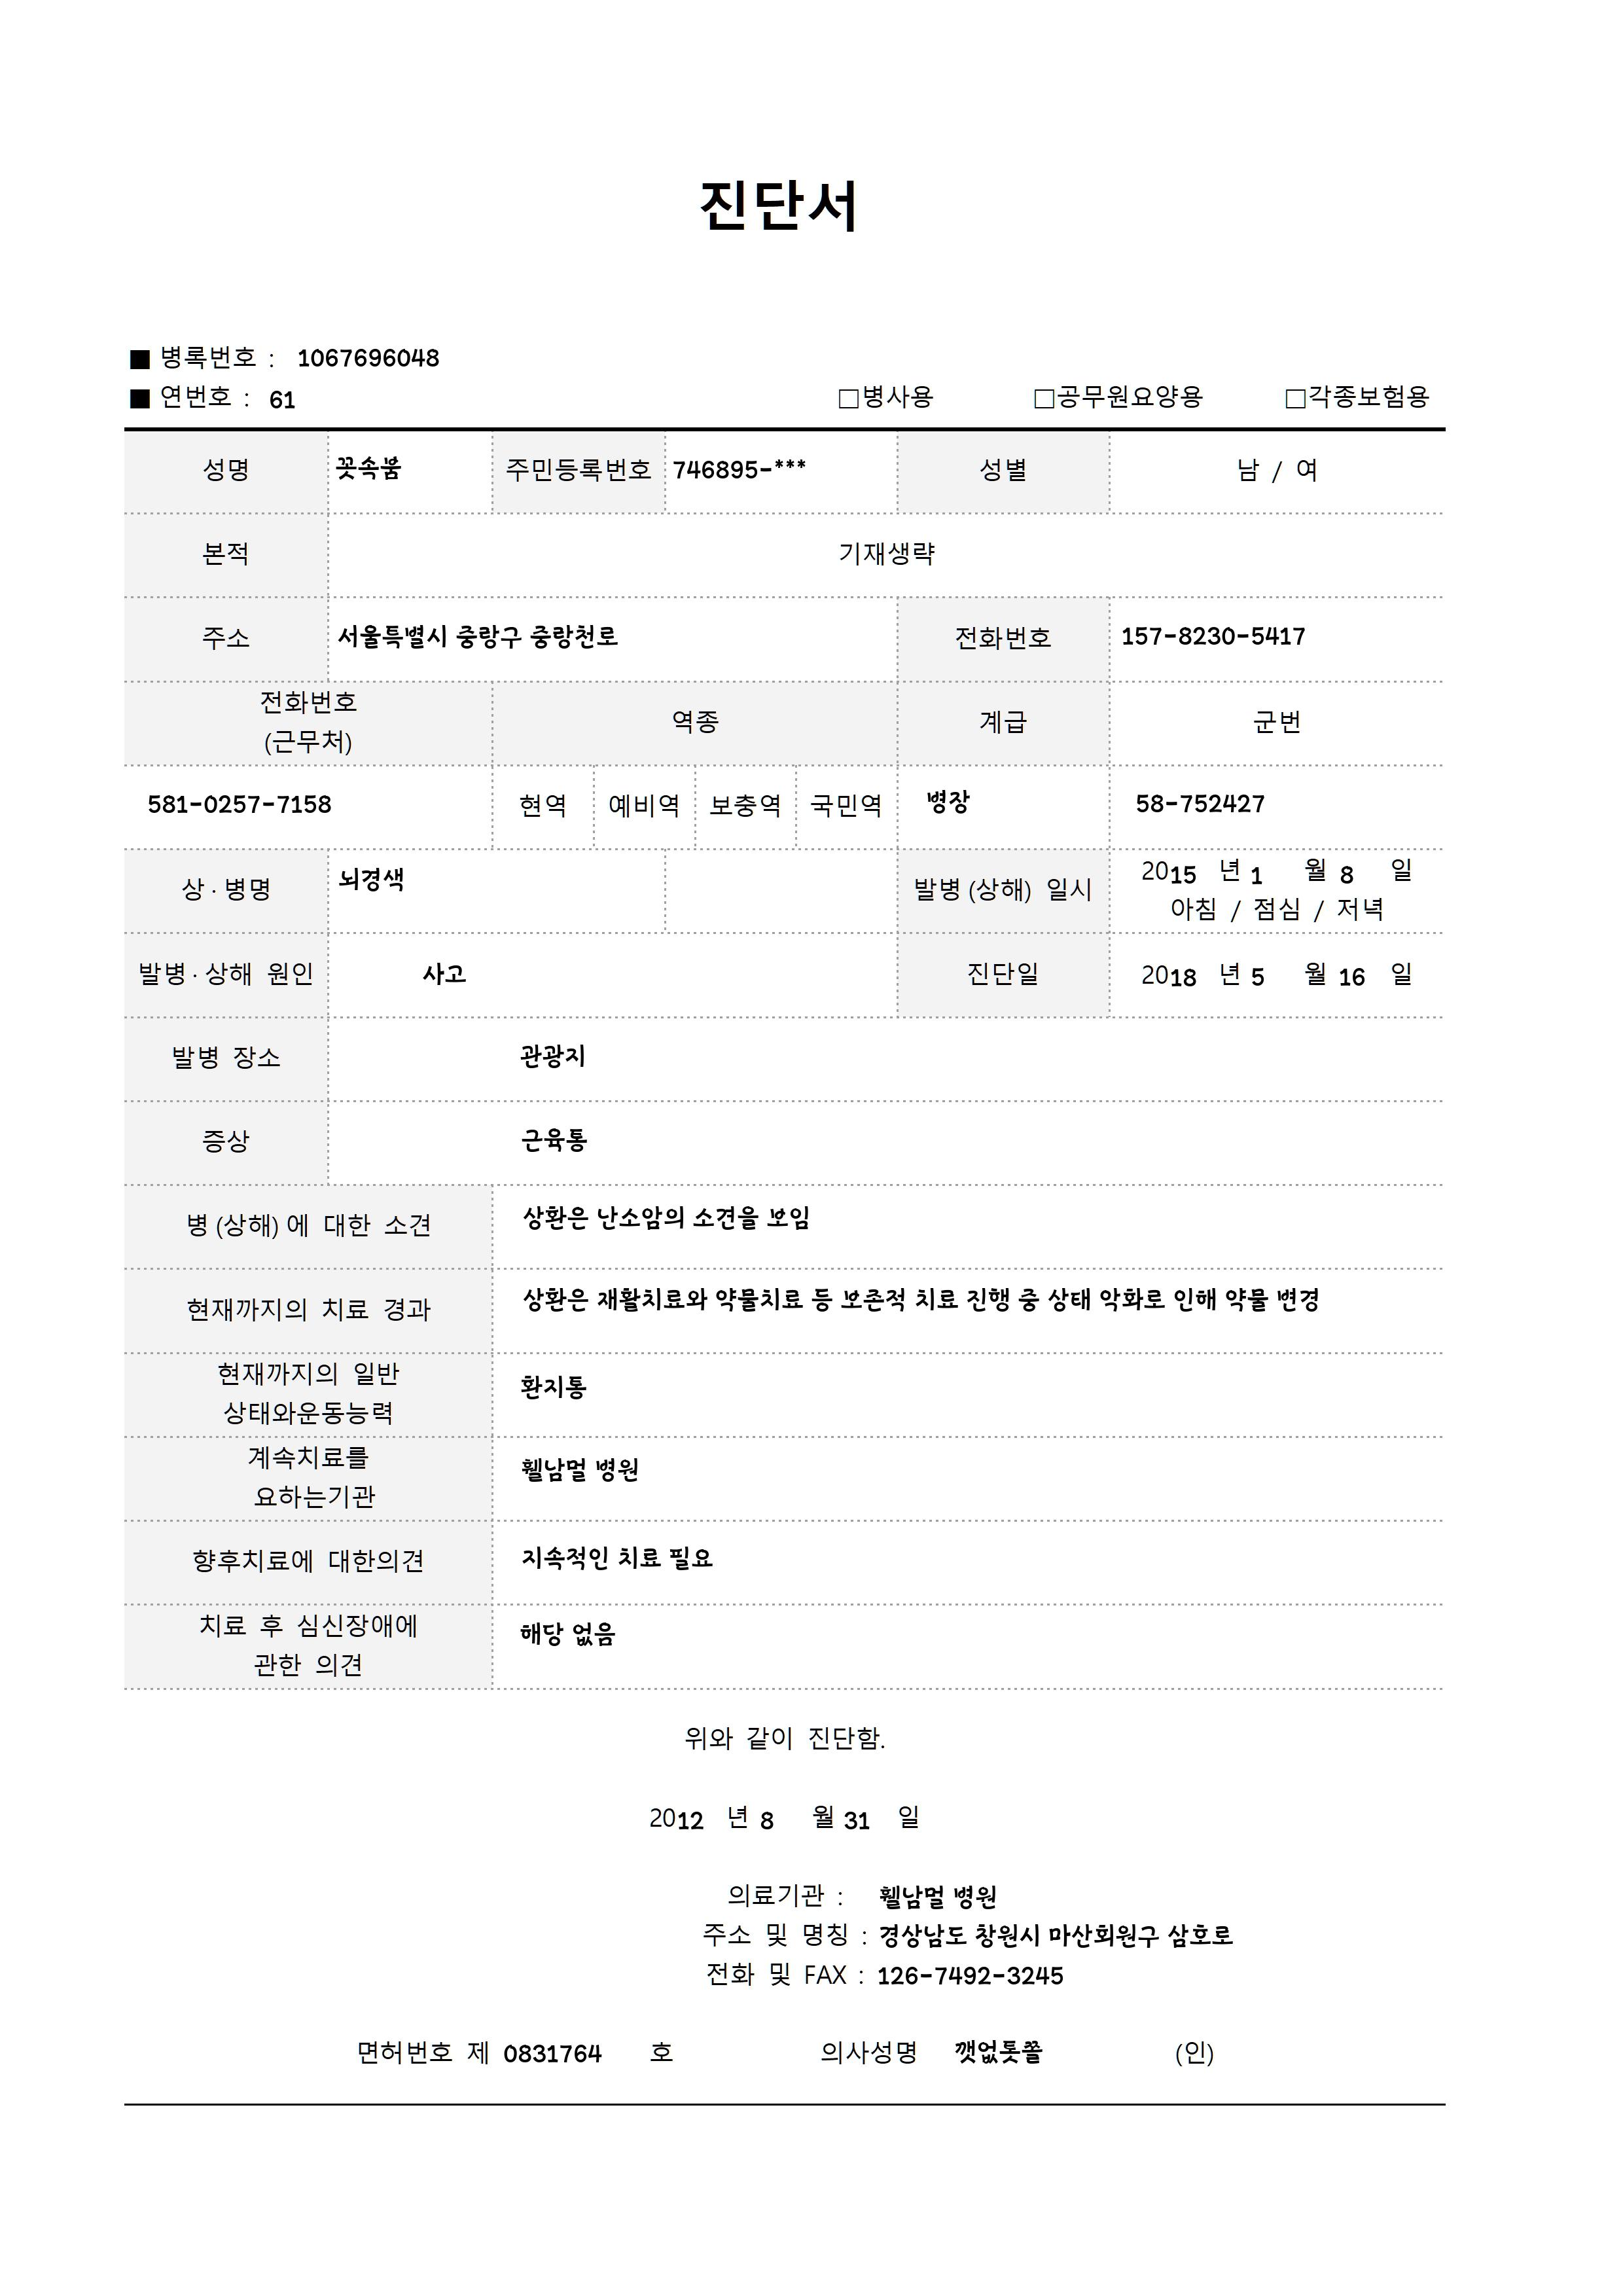 진단서
■ 병록번호 : 1067696048
■ 연번호 : 61 □병사용 □공무원요양용 □각종보험용
성명 꼿속붊 주민등록번호 746895-*** 성별 남 / 여
본적 기재생략
주소 서울특별시 중랑구 중랑천로 전화번호 157-8230-5417
전화번호
(근무처) 역종 계급 군번
581-0257-7158 현역 예비역 보충역 국민역 병장 58-752427
상·병명 뇌경색 발병(상해) 일시 2015 년 1 월 8 일
아침 / 점심 / 저녁
발병·상해 원인 사고 진단일 2018 년 5 월 16 일
발병 장소 관광지
증상 근육통
병(상해)에 대한 소견 상환은 난소암의 소견을 보임
현재까지의 치료 경과 상환은 재활치료와 약물치료 등 보존적 치료 진행 중 상태 악화로 인해 약물 변경
현재까지의 일반
상태와운동능력 환지통
계속치료를
요하는기관 휄남멀 병원
향후치료에 대한의견 지속적인 치료 필요
치료 후 심신장애에
관한 의견 해당 없음
위와 같이 진단함.
2012 년 8 월 31 일
의료기관 : 휄남멀 병원
주소 및 명칭 : 경상남도 창원시 마산회원구 삼호로
전화 및 FAX : 126-7492-3245
면허번호 제 0831764 호 의사성명 (인)